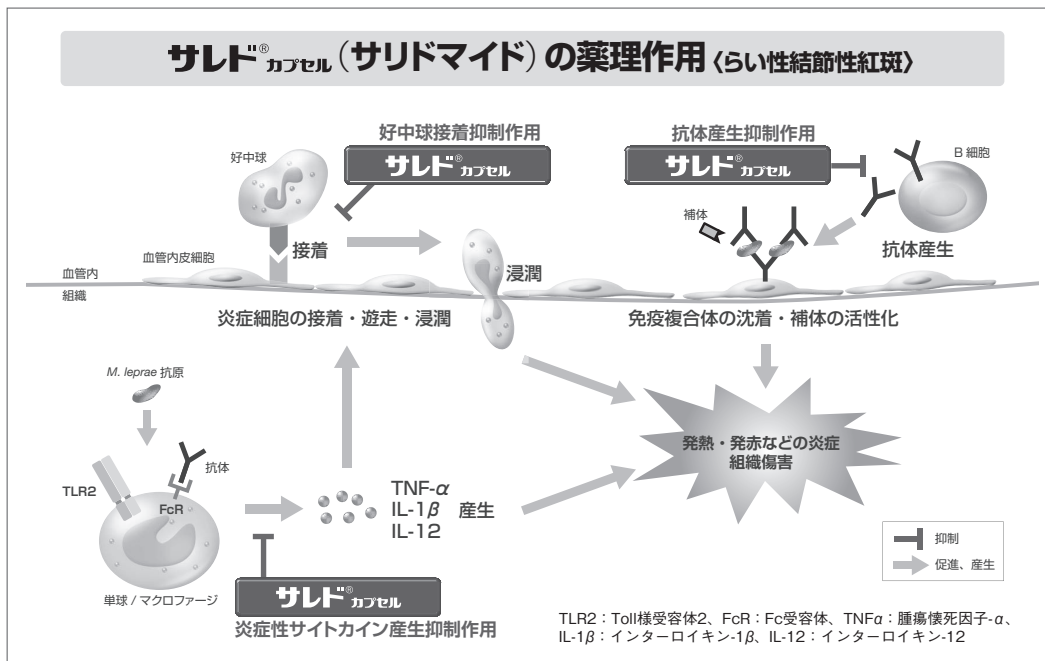 サレド®カプセル(サリドマイド)の薬理作用〈らい性結節性紅斑〉
好中球接着抑制作用
サレド®カプセル
好中球
接着
血管内皮細胞
血管内
組織
浸潤
炎症細胞の接着・遊走・浸潤
抗体産生抑制作用
サレド®カプセル
B 細胞
補体
抗体産生
免疫複合体の沈着・補体の活性化
M. leprae 抗原
抗体
TLR2
FcR
単球 / マクロファージ
TNF-α
IL-1β 産生
IL-12
サレド®カプセル
炎症性サイトカイン産生抑制作用
発熱・発赤などの炎症
組織傷害
抑制
促進、産生
TLR2:Toll様受容体2、FcR:Fc受容体、TNFα:腫瘍懐死因子-α、
IL-1β:インターロイキン-1β、IL-12:インターロイキン-12